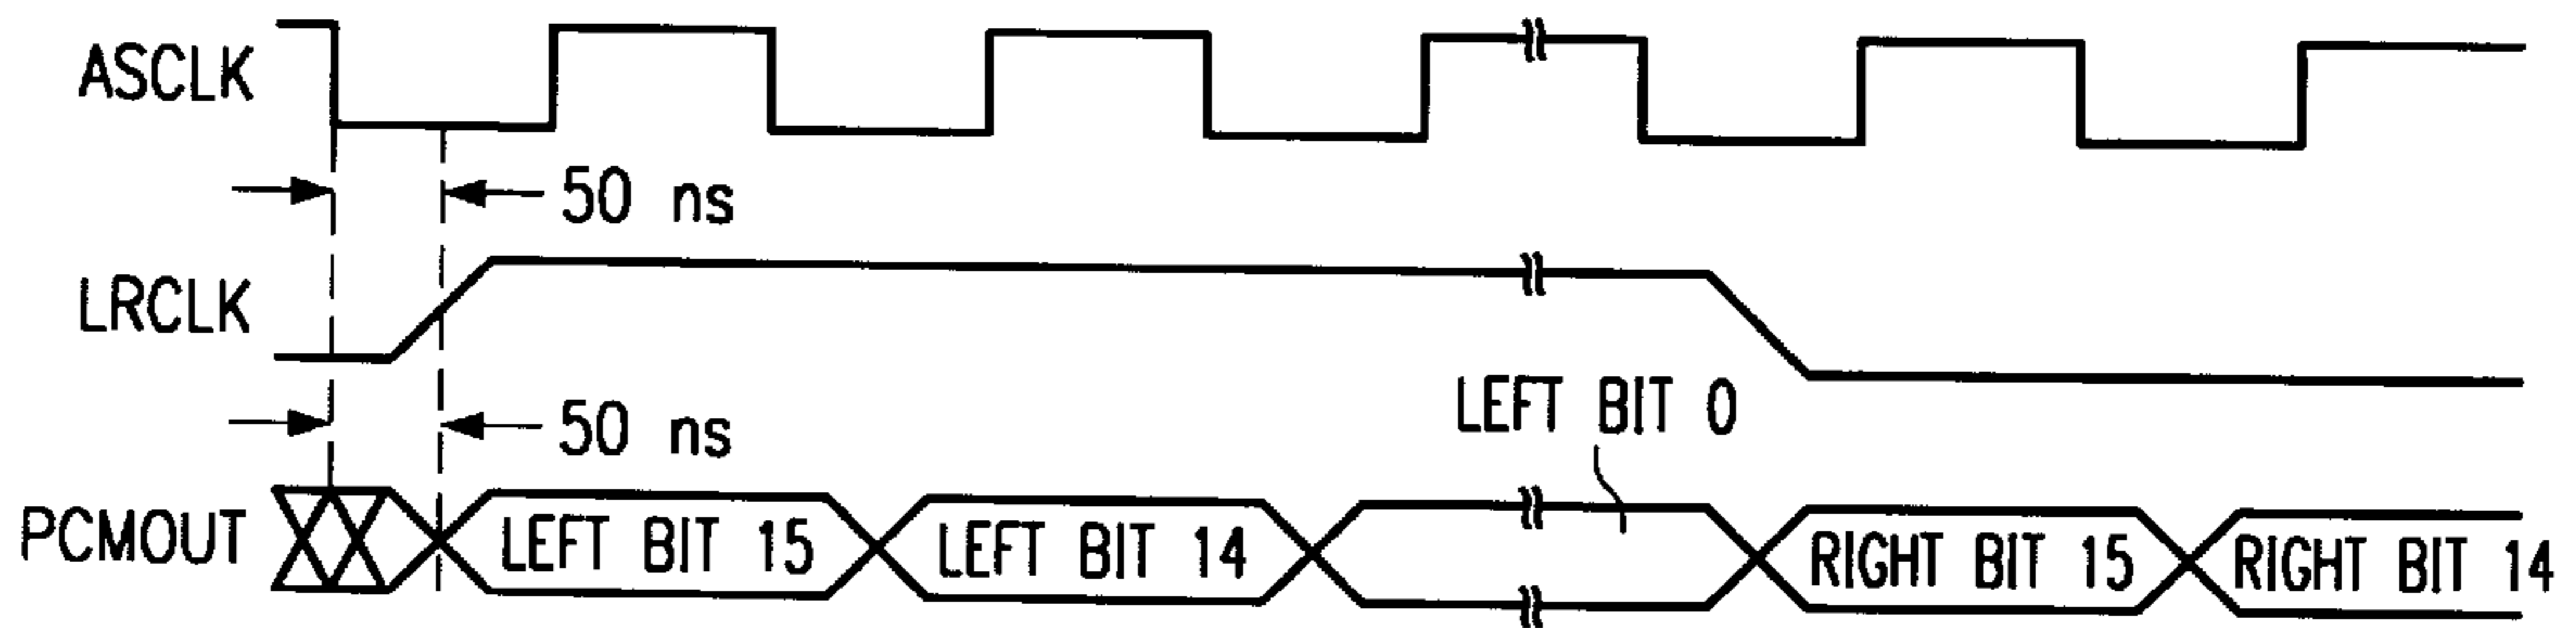 ASCLK
50 ns
LRCLK
50 ns
LEFT BIT 0
PCMOUT
LEFT BIT 15
LEFT BIT 14
RIGHT BIT 15
RIGHT BIT 14